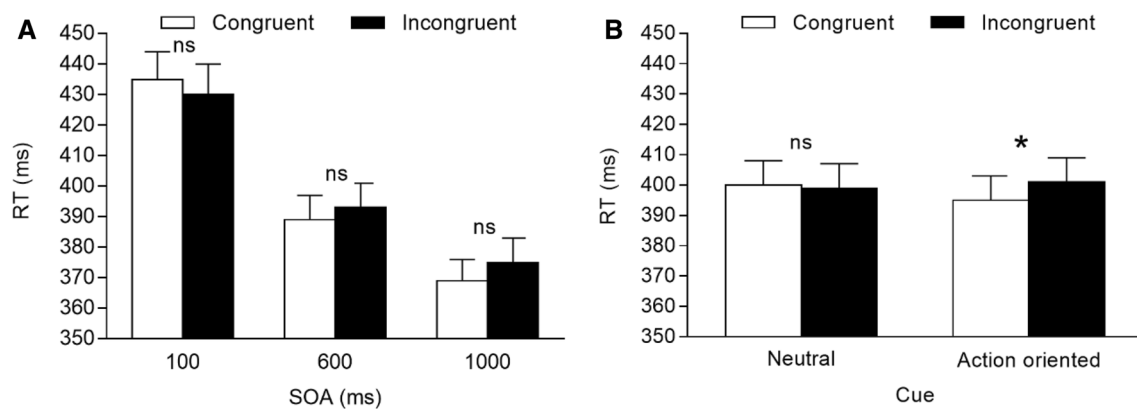 A
Congruent Incongruent
450
440
430
420
410
400
390
380
370
360
350
RT (ms)
ns
ns
ns
100 600 1000
SOA (ms)
B
Congruent Incongruent
450
440
430
420
410
400
390
380
370
360
350
RT (ms)
ns
*
Neutral Action oriented
Cue